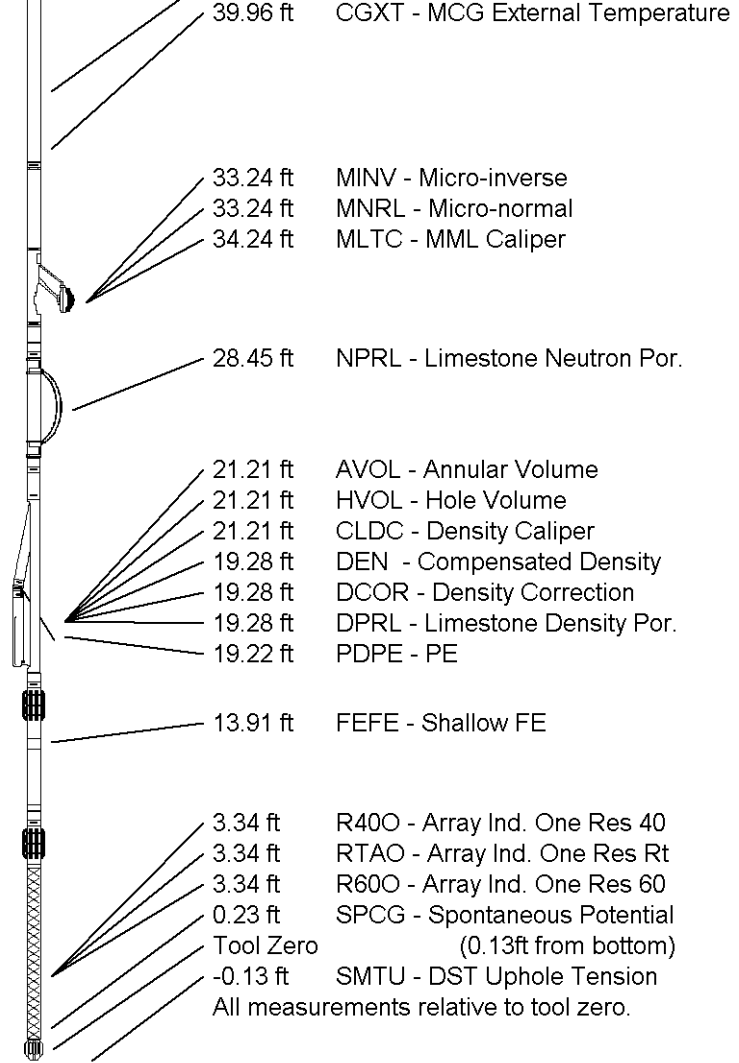 39.96 ft CGXT - MCG External Temperature
33.24 ft MINV - Micro-inverse
33.24 ft MNRL - Micro-normal
34.24 ft MLTC - MML Caliper
28.45 ft NPRL - Limestone Neutron Por.
21.21 ft AVOL - Annular Volume
21.21 ft HVOL - Hole Volume
21.21 ft CLDC - Density Caliper
19.28 ft DEN - Compensated Density
19.28 ft DCOR - Density Correction
19.28 ft DPRL - Limestone Density Por.
19.22 ft PDPE - PE
13.91 ft FEFE - Shallow FE
3.34 ft R40O - Array Ind. One Res 40
3.34 ft RTAO - Array Ind. One Res Rt
3.34 ft R60O - Array Ind. One Res 60
0.23 ft SPCG - Spontaneous Potential
Tool Zero (0.13ft from bottom)
-0.13 ft SMTU - DST Uphole Tension
All measurements relative to tool zero.